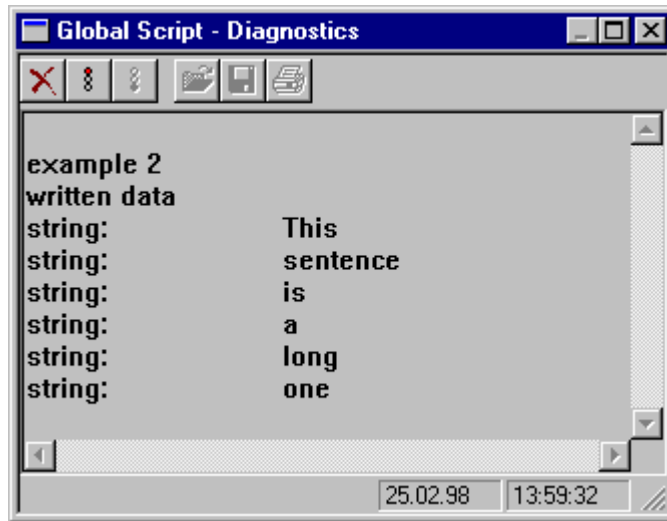 Global Script - Diagnostics
example 2
written data
string: This
string: sentence
string: is
string: a
string: long
string: one
25.02.98 13:59:32